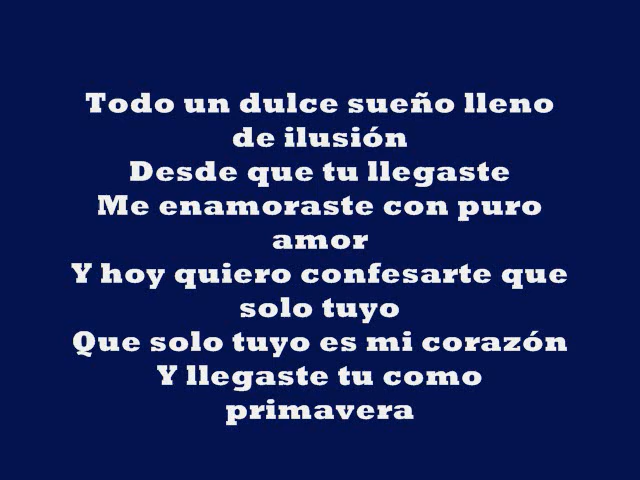 Todo un dulce sueño lleno
de ilusión
Desde que tu llegaste
Me enamoraste con puro
amor
Y hoy quiero confesarte que
solo tuyo
Que solo tuyo es mi corazón
Y llegaste tu como
primavera